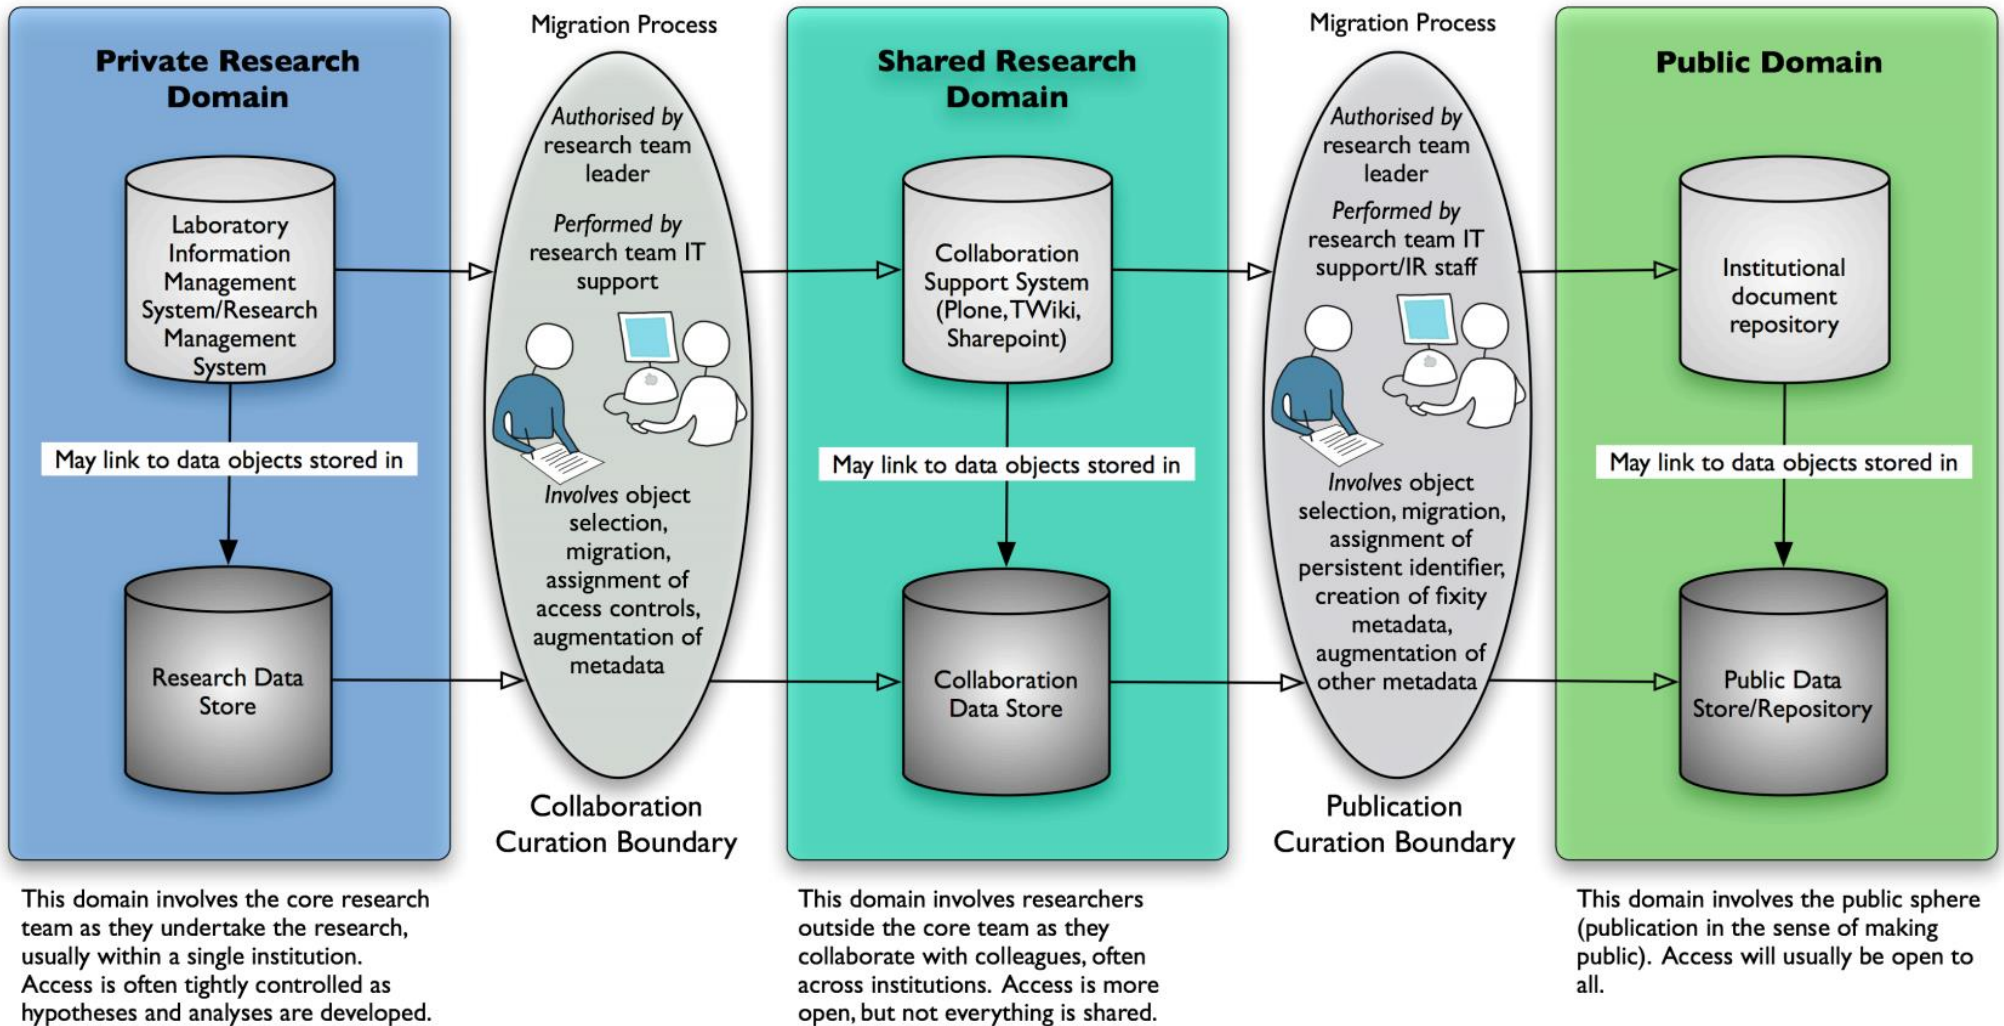 Private Research
Domain
Laboratory
Information
Management
System/Research
Management
System
May link to data objects stored in
Research Data
Store
This domain involves the core research
team as they undertake the research,
usually within a single institution.
Access is often tightly controlled as
hypotheses and analyses are developed.
Migration Process
Authorised by
research team
leader
Performed by
research team IT
support
Involves object
selection,
migration,
assignment of
access controls,
augmentation of
metadata
Collaboration
Curation Boundary
Shared Research
Domain
Collaboration
Support System
(Plone, TWiki,
Sharepoint)
May link to data objects stored in
Collaboration
Data Store
This domain involves researchers
outside the core team as they
collaborate with colleagues, often
across institutions. Access is more
open, but not everything is shared.
Migration Process
Authorised by
research team
leader
Performed by
research team IT
support/IR staff
Involves object
selection, migration,
assignment of
persistent identifier,
creation of fixity
metadata,
augmentation of
other metadata
Publication
Curation Boundary
Public Domain
Institutional
document
repository
May link to data objects stored in
Public Data
Store/Repository
This domain involves the public sphere
(publication in the sense of making
public). Access will usually be open to
all.